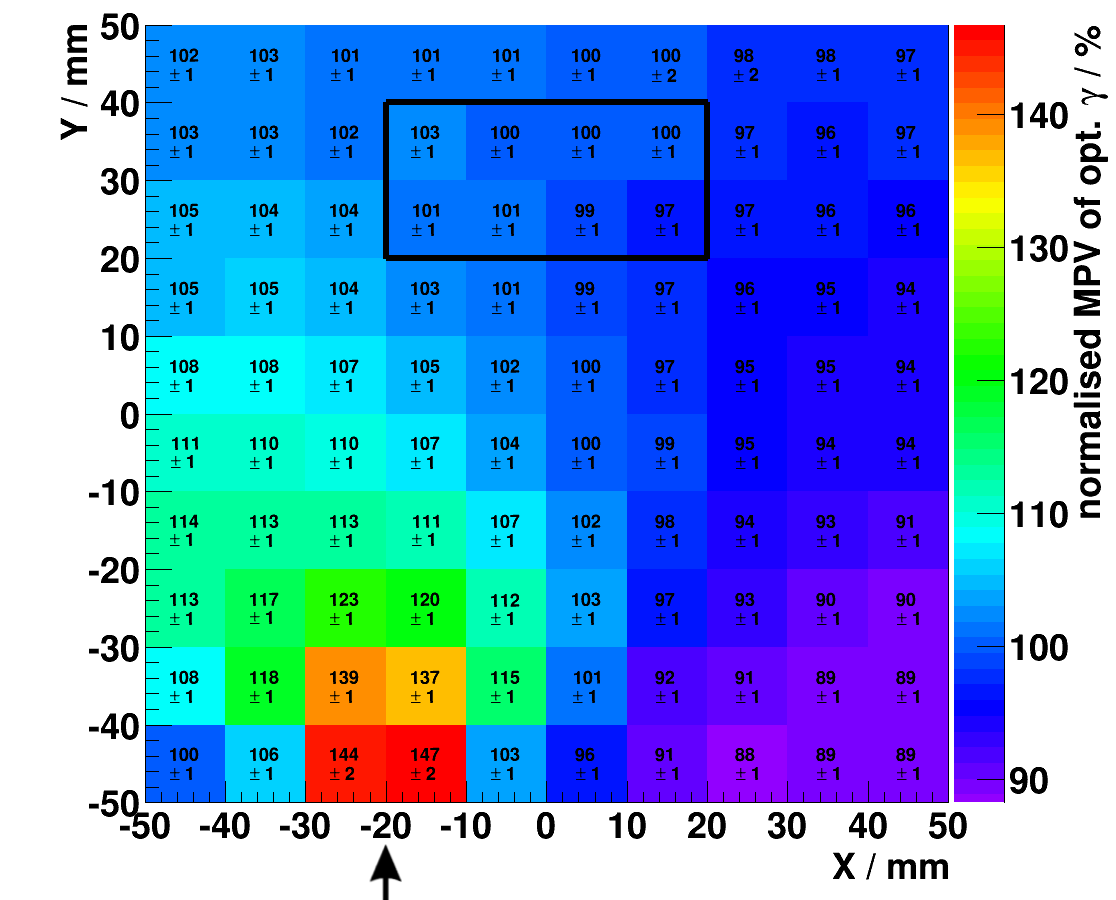 Y / mm
50
102 103 101 101 101 100 100 98 98 97
± 1 ± 1 ± 1 ± 1 ± 1 ± 1 ± 2 ± 2 ± 1 ± 1
40
103 103 102 103 100 100 100 97 96 97
± 1 ± 1 ± 1 ± 1 ± 1 ± 1 ± 1 ± 1 ± 1 ± 1
30
105 104 104 101 101 99 97 97 96 96
± 1 ± 1 ± 1 ± 1 ± 1 ± 1 ± 1 ± 1 ± 1 ± 1
20
105 105 104 103 101 99 97 96 95 94
± 1 ± 1 ± 1 ± 1 ± 1 ± 1 ± 1 ± 1 ± 1 ± 1
10
108 108 107 105 102 100 97 95 95 94
± 1 ± 1 ± 1 ± 1 ± 1 ± 1 ± 1 ± 1 ± 1 ± 1
0
111 110 110 107 104 100 99 95 94 94
± 1 ± 1 ± 1 ± 1 ± 1 ± 1 ± 1 ± 1 ± 1 ± 1
-10
114 113 113 111 107 102 98 94 93 91
± 1 ± 1 ± 1 ± 1 ± 1 ± 1 ± 1 ± 1 ± 1 ± 1
-20
113 117 123 120 112 103 97 93 90 90
± 1 ± 1 ± 1 ± 1 ± 1 ± 1 ± 1 ± 1 ± 1 ± 1
-30
108 118 139 137 115 101 92 91 89 89
± 1 ± 1 ± 1 ± 1 ± 1 ± 1 ± 1 ± 1 ± 1 ± 1
-40
100 106 144 147 103 96 91 88 89 89
± 1 ± 1 ± 2 ± 2 ± 1 ± 1 ± 1 ± 1 ± 1 ± 1
-50
-50 -40 -30 -20 -10 0 10 20 30 40 50
X / mm
140
130
120
110
100
90
normalised MPV of opt. γ / %